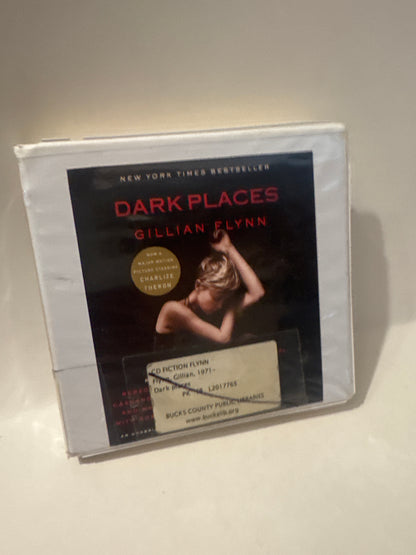 NEW YORK TIMES BESTSELLER
DARK PLACES
GILLIAN FLYNN
NOW A
MAJOR MOTION
PICTURE STARRING
CHARLIZE
THERON
CD FICTION FLYNN
Flynn, Gillian, 1971-
Dark places
L2017765
BUCKS COUNTY PUBLIC LIBRARIES
www.buckslib.org